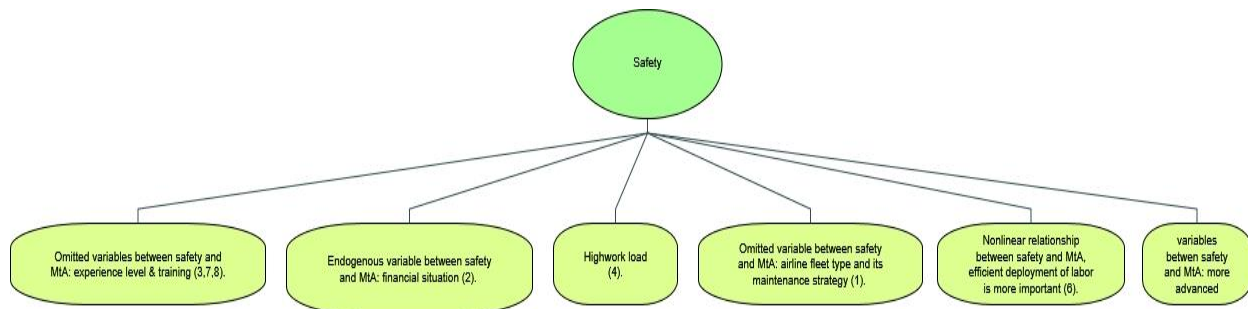 Safety
Omitted variables between safety and
MtA: experience level & training (3,7,8).
Endogenous variable between safety
and MtA: financial situation (2).
Highwork load
(4).
Omitted variable between safety
and MtA: airline fleet type and its
maintenance strategy (1).
Nonlinear relationship
between safety and MtA,
efficient deployment of labor
is more important (6).
variables
betwen safety
and MtA: more
advanced